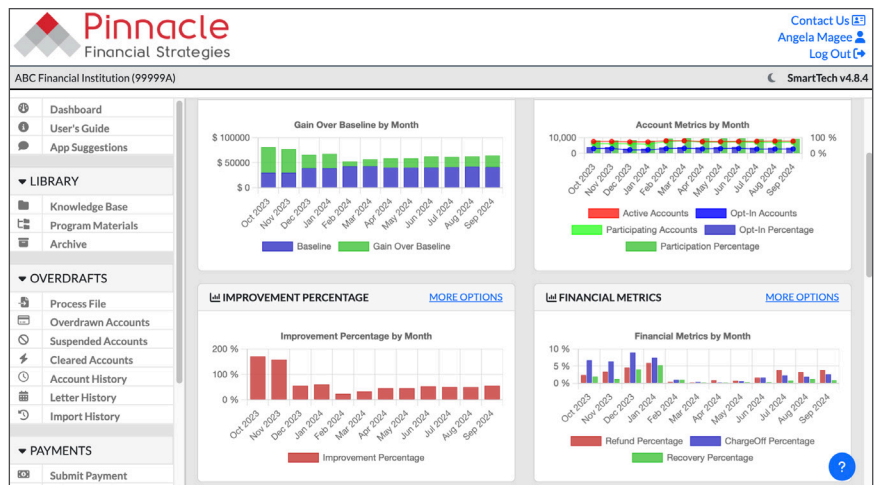 Pinnacle
Financial Strategies
Contact Us
Angela Magee
Log Out
ABC Financial Institution (99999A)
SmartTech v4.8.4
Dashboard
User's Guide
App Suggestions
LIBRARY
Knowledge Base
Program Materials
Archive
OVERDRAFTS
Process File
Overdrawn Accounts
Suspended Accounts
Cleared Accounts
Account History
Letter History
Import History
PAYMENTS
Submit Payment
Gain Over Baseline by Month
$ 100000
$ 50000
$ 0
Oct 2023 Nov 2023 Dec 2023 Jan 2024 Feb 2024 Mar 2024 Apr 2024 May 2024 Jun 2024 Jul 2024 Aug 2024 Sep 2024
Baseline Gain Over Baseline
Account Metrics by Month
10,000 100 %
0 0 %
Oct 2023 Nov 2023 Dec 2023 Jan 2024 Feb 2024 Mar 2024 Apr 2024 May 2024 Jun 2024 Jul 2024 Aug 2024 Sep 2024
Active Accounts Opt-In Accounts
Participating Accounts Opt-In Percentage
Participation Percentage
IMPROVEMENT PERCENTAGE MORE OPTIONS
Improvement Percentage by Month
200 %
100 %
0 %
Oct 2023 Nov 2023 Dec 2023 Jan 2024 Feb 2024 Mar 2024 Apr 2024 May 2024 Jun 2024 Jul 2024 Aug 2024 Sep 2024
Improvement Percentage
FINANCIAL METRICS MORE OPTIONS
Financial Metrics by Month
10 %
5 %
0 %
Oct 2023 Nov 2023 Dec 2023 Jan 2024 Feb 2024 Mar 2024 Apr 2024 May 2024 Jun 2024 Jul 2024 Aug 2024 Sep 2024
Refund Percentage ChargeOff Percentage
Recovery Percentage
?